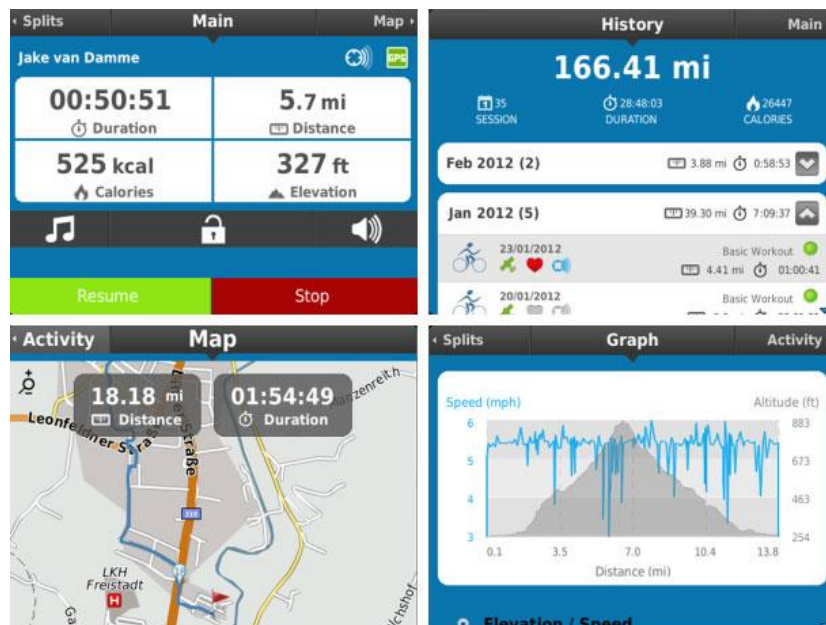 Splits Main Map
Jake van Damme GPS
00:50:51 5.7 mi
Duration Distance
525 kcal 327 ft
Calories Elevation
Resume Stop
History Main
166.41 mi
35 28:48:03 26447
SESSION DURATION CALORIES
Feb 2012 (2) 3.88 mi 0:58:53
Jan 2012 (5) 39.30 mi 7:09:37
23/01/2012 Basic Workout
4.41 mi 01:00:41
20/01/2012 Basic Workout
Activity Map
18.18 mi 01:54:49
Distance Duration
Leonfeldner Straße
Straße
310
18
LKH
Freistadt
H
Splits Graph Activity
Speed (mph) Altitude (ft)
6 883
5 673
4 463
3 254
0.1 3.5 7.0 10.4 13.8
Distance (mi)
Elevation / Speed